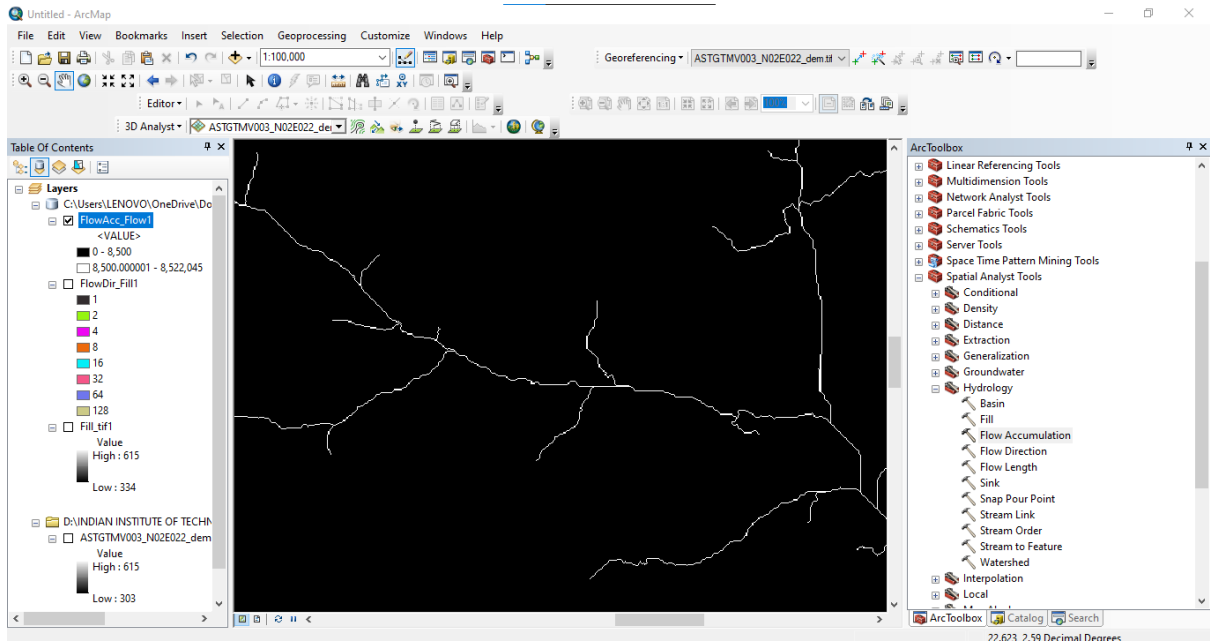 Untitled - ArcMap
File Edit View Bookmarks Insert Selection Geoprocessing Customize Windows Help
1:100,000
Georeferencing
ASTGTMV003_N02E022_dem.tif
Editor
3D Analyst
ASTGTMV003_N02E022_de
Table Of Contents
Layers
C:\Users\LENOVO\OneDrive\Do
FlowAcc_Flow1
<VALUE>
0 - 8,500
8,500.000001 - 8,522,045
FlowDir_Fill1
1
2
4
8
16
32
64
128
Fill_tif1
Value
High : 615
Low : 334
D:\INDIAN INSTITUTE OF TECHN
ASTGTMV003_N02E022_dem
Value
High : 615
Low : 303
ArcToolbox
Linear Referencing Tools
Multidimension Tools
Network Analyst Tools
Parcel Fabric Tools
Schematics Tools
Server Tools
Space Time Pattern Mining Tools
Spatial Analyst Tools
Conditional
Density
Distance
Extraction
Generalization
Groundwater
Hydrology
Basin
Fill
Flow Accumulation
Flow Direction
Flow Length
Sink
Snap Pour Point
Stream Link
Stream Order
Stream to Feature
Watershed
Interpolation
Local
ArcToolbox Catalog Search
22.623 2.59 Decimal Degrees